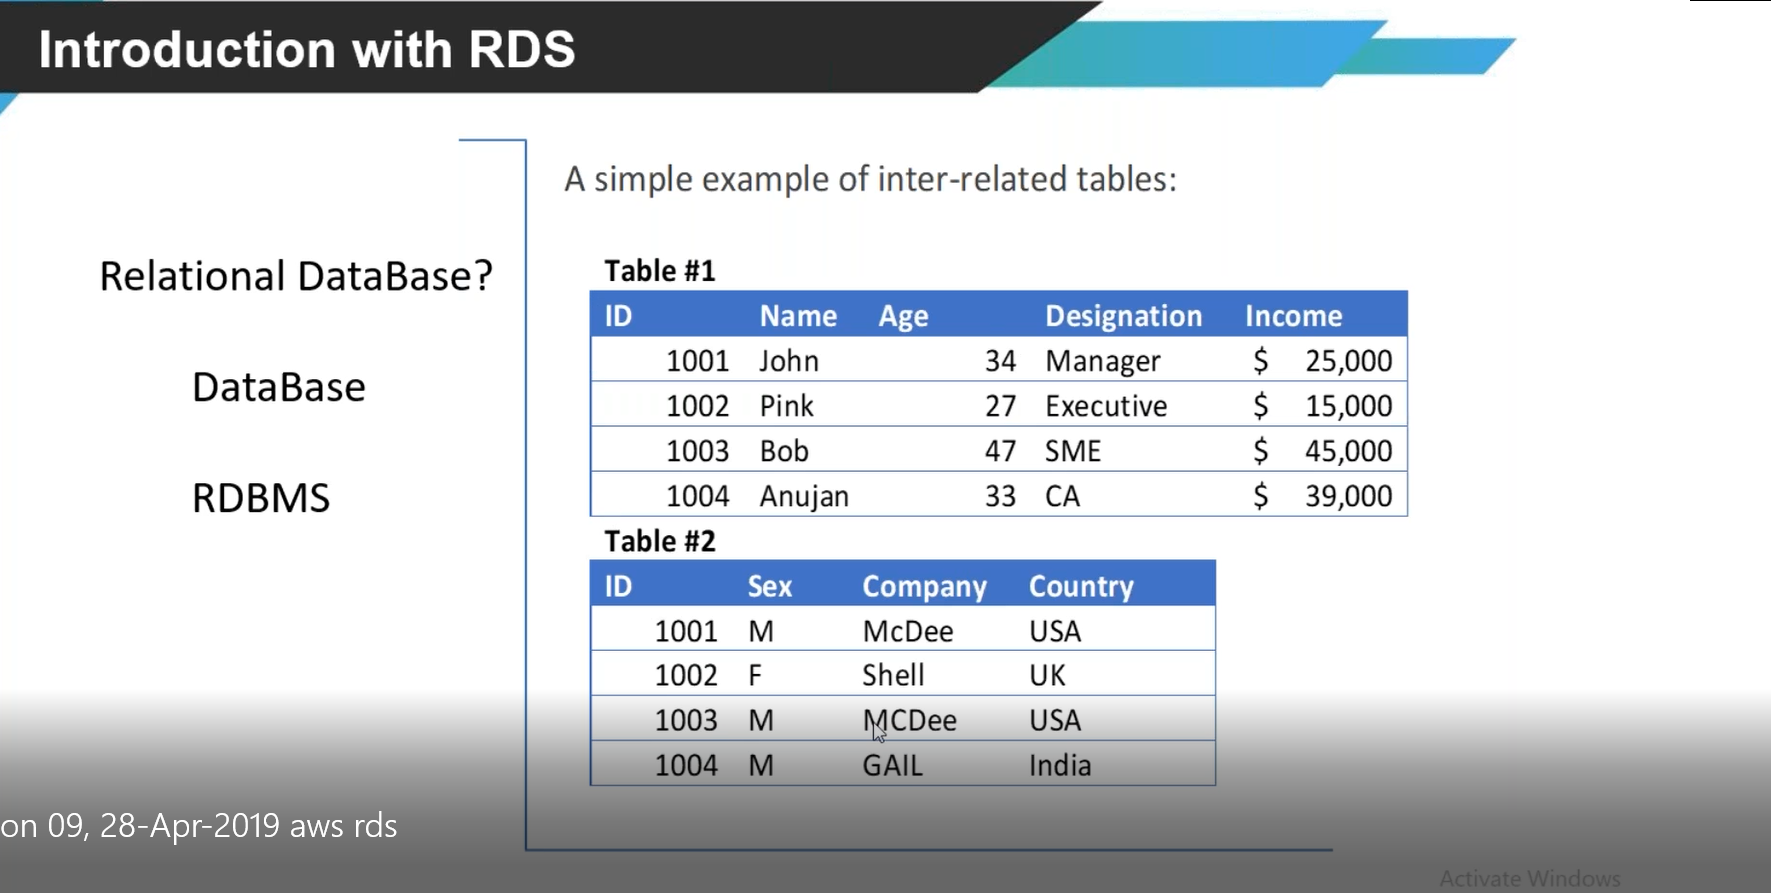 Introduction with RDS
Relational DataBase?
DataBase
RDBMS
A simple example of inter-related tables:
Table #1
ID Name Age Designation Income
1001 John 34 Manager $ 25,000
1002 Pink 27 Executive $ 15,000
1003 Bob 47 SME $ 45,000
1004 Anujan 33 CA $ 39,000
Table #2
ID Sex Company Country
1001 M McDee USA
1002 F Shell UK
1003 M MCDee USA
1004 M GAIL India
on 09, 28-Apr-2019 aws rds
Activate Windows